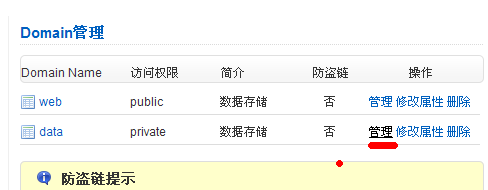 Domain管理
Domain Name 访问权限 简介 防盗链 操作
web public 数据存储 否 管理 修改属性 删除
data private 数据存储 否 管理 修改属性 删除
防盗链提示